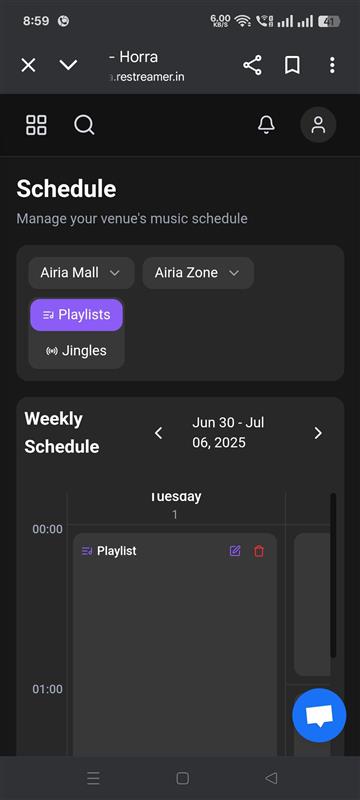 8:59
6.00
KB/S
41
- Horra
.restreamer.in
Schedule
Manage your venue's music schedule
Airia Mall
Airia Zone
Playlists
Jingles
Weekly
Schedule
Jun 30 - Jul
06, 2025
Tuesday
1
00:00
Playlist
01:00